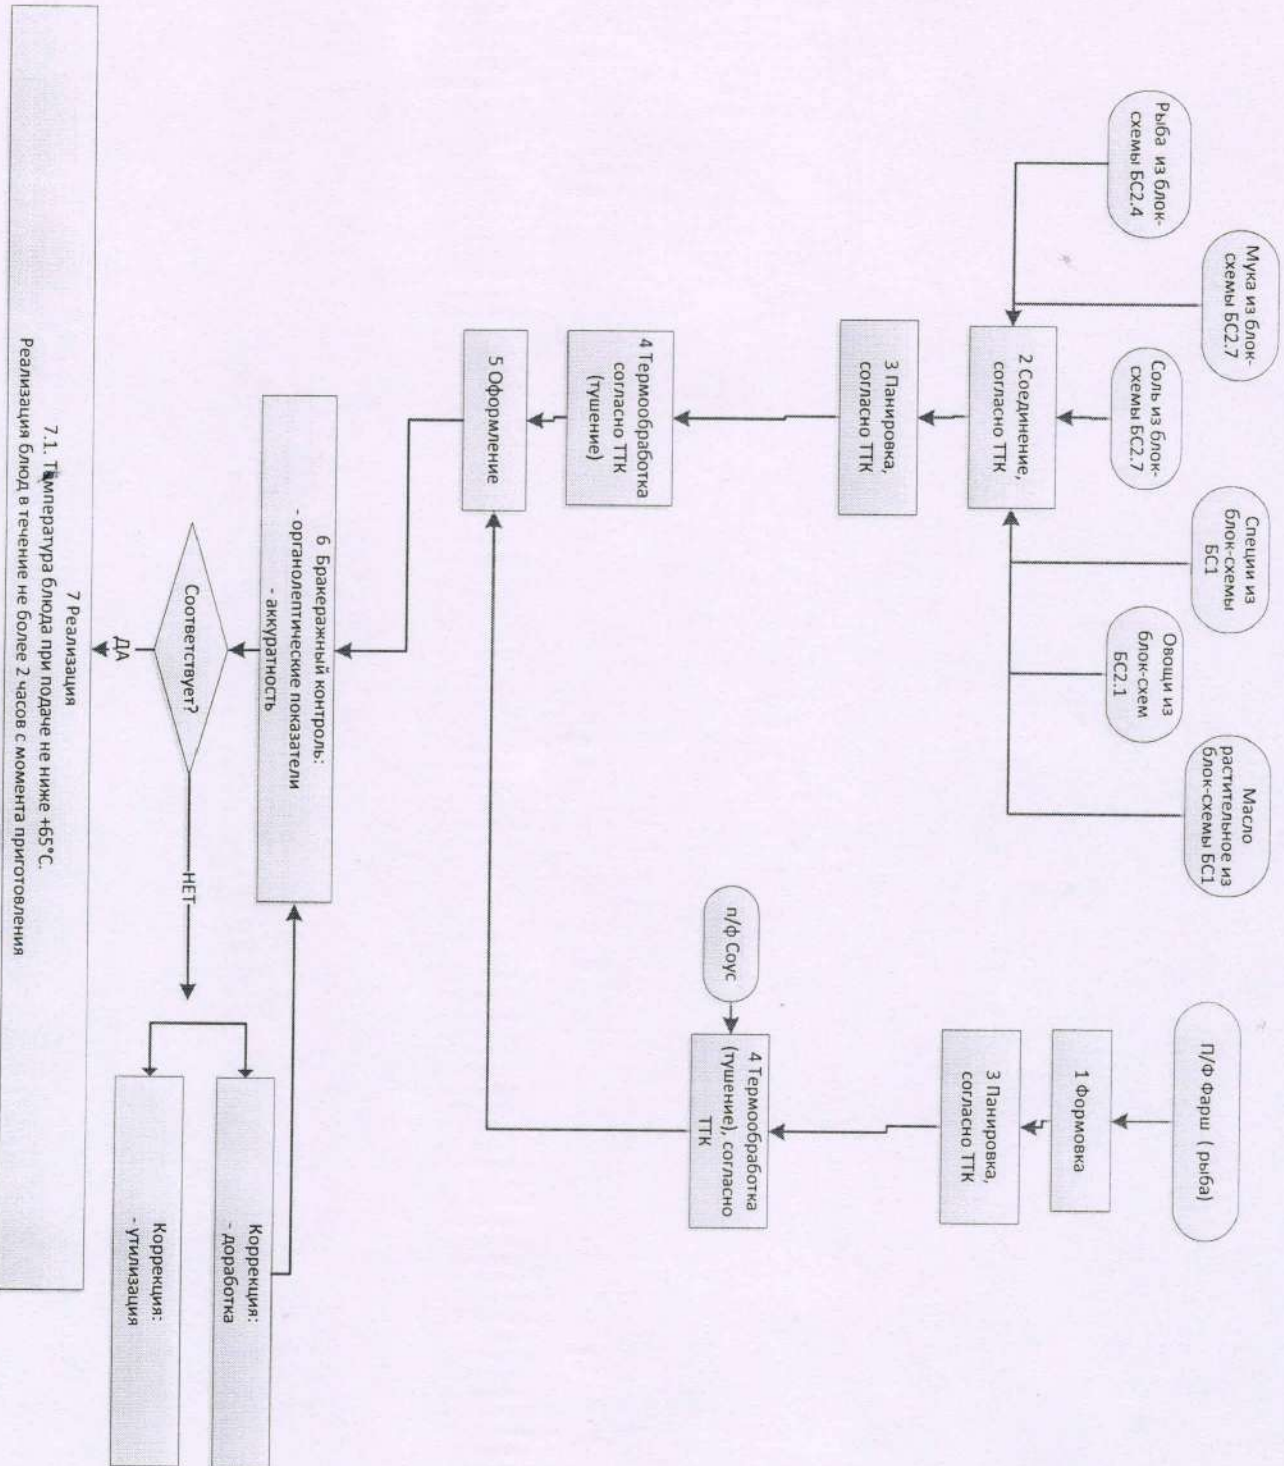 Рыба из блок-
схемы БС2.4
Мука из блок-
схемы БС2.7
Соль из блок-
схемы БС2.7
Специи из
блок-схемы
БС1
Овощи из
блок-схем
БС2.1
Масло
растительное из
блок-схемы БС1
П/Ф Фарш ( рыба)
1 Формовка
2 Соединение,
согласно ТТК
3 Панировка,
согласно ТТК
3 Панировка,
согласно ТТК
п/ф Соус
4 Термообработка
согласно ТТК
(тушение)
4 Термообработка
(тушение), согласно
ТТК
5 Оформление
6 Бракеражный контроль:
- органолептические показатели
- аккуратность
Соответствует?
НЕТ
ДА
Коррекция:
- доработка
Коррекция:
- утилизация
7 Реализация
7.1. Температура блюда при подаче не ниже +65°С.
Реализация блюд в течение не более 2 часов с момента приготовления